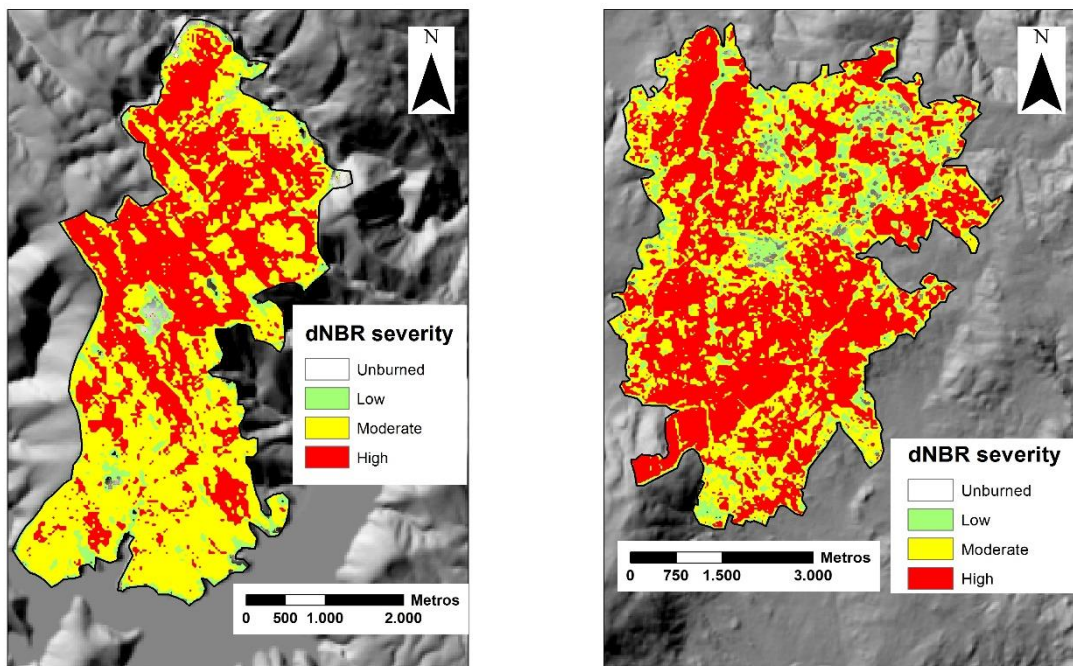 N
dNBR severity
Unburned
Low
Moderate
High
Metros
0 500 1.000 2.000
N
dNBR severity
Unburned
Low
Moderate
High
Metros
0 750 1.500 3.000